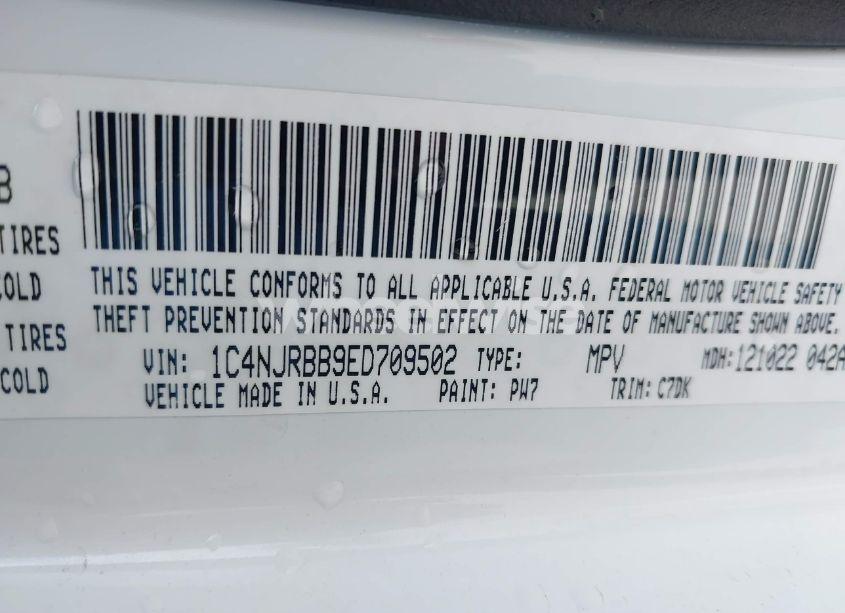 B
TIRES
COLD
TIRES
COLD
THIS VEHICLE CONFORMS TO ALL APPLICABLE U.S.A. FEDERAL MOTOR VEHICLE SAFETY
THEFT PREVENTION STANDARDS IN EFFECT ON THE DATE OF MANUFACTURE SHOWN ABOVE.
VIN: 1C4NJRBB9ED709502 TYPE: MPV MDH:121022 042A
VEHICLE MADE IN U.S.A. PAINT: PW7 TRIM: C7DK